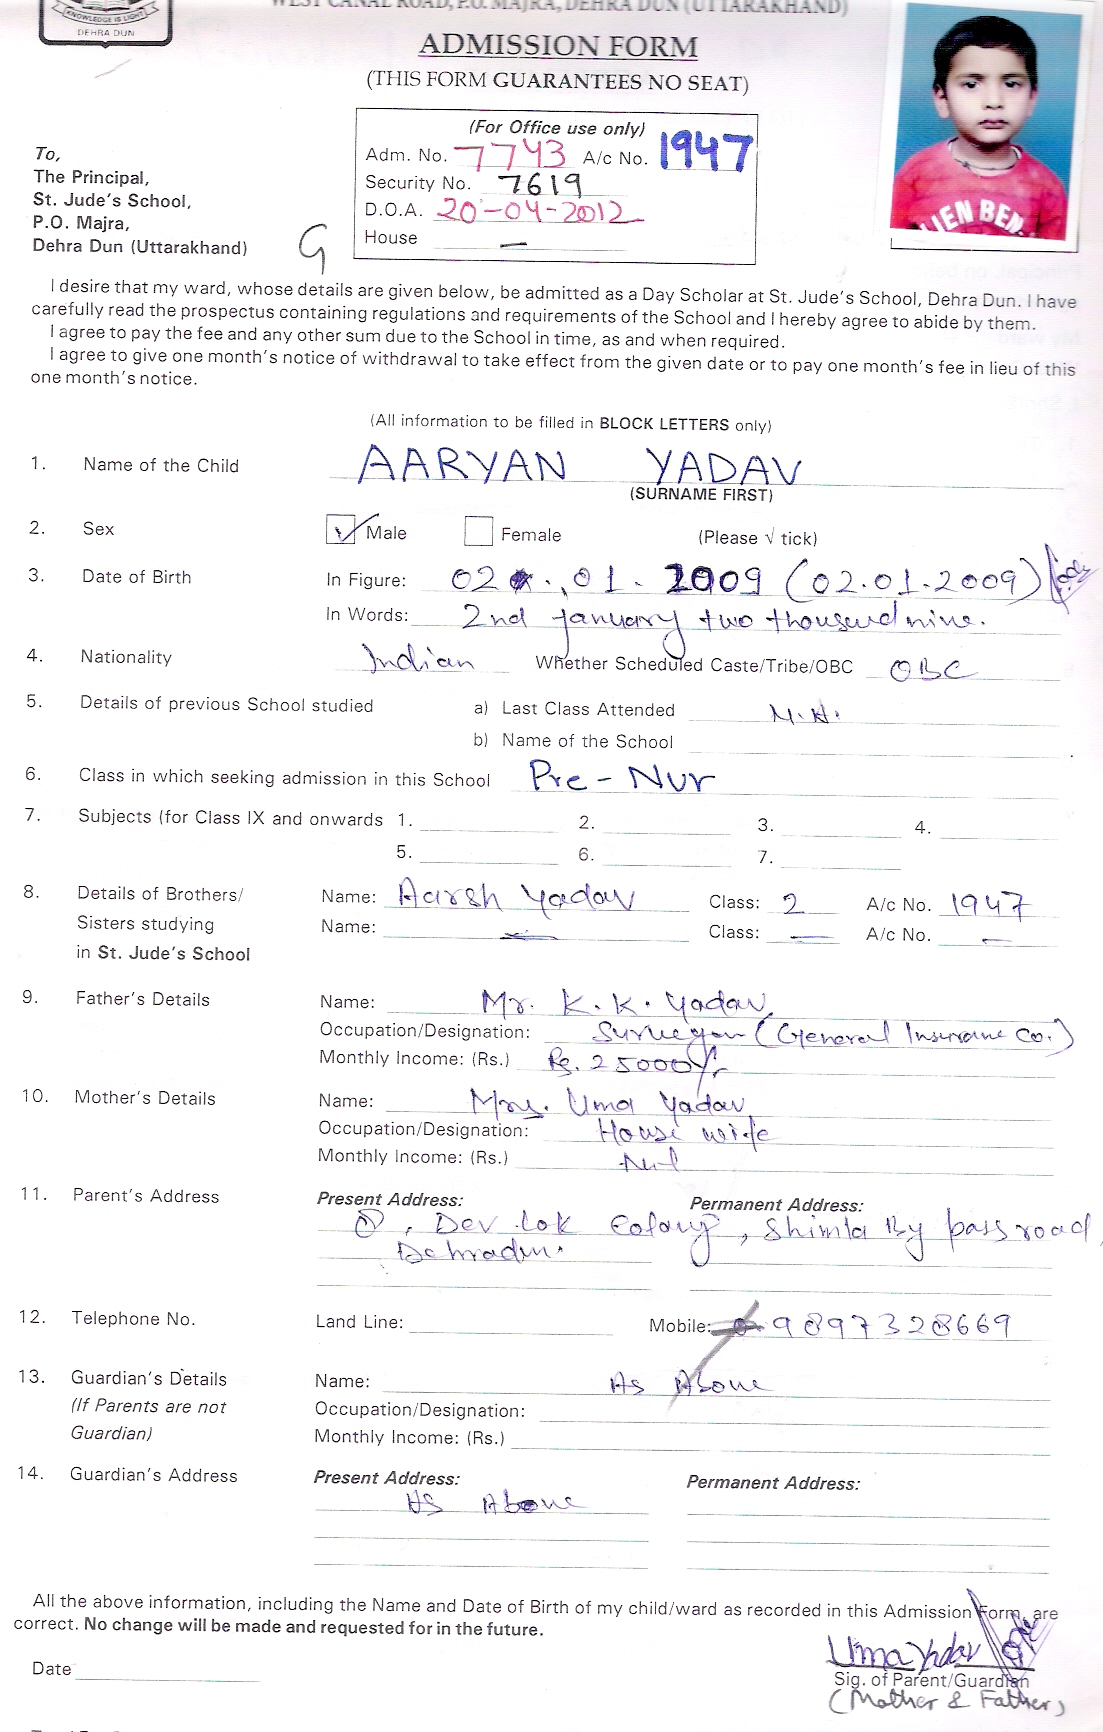 KNOWLEDGE IS LIGHT
DEHRA DUN
WEST CANAL ROAD, P.O. MAJRA, DEHRA DUN (UTTARAKHAND)
ADMISSION FORM
(THIS FORM GUARANTEES NO SEAT)
(For Office use only)
Adm. No. 7743 A/c No. 1947
Security No. 7619
D.O.A. 20-04-2012
House —
To,
The Principal,
St. Jude's School,
P.O. Majra,
Dehra Dun (Uttarakhand)
G
LIEN BEN
I desire that my ward, whose details are given below, be admitted as a Day Scholar at St. Jude's School, Dehra Dun. I have
carefully read the prospectus containing regulations and requirements of the School and I hereby agree to abide by them.
I agree to pay the fee and any other sum due to the School in time, as and when required.
I agree to give one month's notice of withdrawal to take effect from the given date or to pay one month's fee in lieu of this
one month's notice.
(All information to be filled in BLOCK LETTERS only)
1. Name of the Child AARYAN YADAV
(SURNAME FIRST)
2. Sex Male Female (Please √ tick)
3. Date of Birth In Figure: 02.01.2009 (02.01.2009)
In Words: 2nd january two thousand nine.
4. Nationality Indian Whether Scheduled Caste/Tribe/OBC OBC
5. Details of previous School studied a) Last Class Attended
b) Name of the School
6. Class in which seeking admission in this School Pre-Nur
7. Subjects (for Class IX and onwards 1. 2. 3. 4.
5. 6. 7.
8. Details of Brothers/ Name: Aarsh Yadav Class: 2 A/c No. 1947
Sisters studying Name: — Class: — A/c No. —
in St. Jude's School
9. Father's Details Name: Mr. K.K. Yadav
Occupation/Designation: Surveyor (General Insurance Co.)
Monthly Income: (Rs.) Rs. 25000/-
10. Mother's Details Name: Mrs. Uma Yadav
Occupation/Designation: House wife
Monthly Income: (Rs.) Nil
11. Parent's Address Present Address: Permanent Address:
Dev Lok Colony, Shimla By pass road,
Dehradun.
12. Telephone No. Land Line: Mobile: 9897328669
13. Guardian's Details Name: As Above
(If Parents are not Occupation/Designation:
Guardian) Monthly Income: (Rs.)
14. Guardian's Address Present Address: Permanent Address:
As Above
All the above information, including the Name and Date of Birth of my child/ward as recorded in this Admission Form, are
correct. No change will be made and requested for in the future.
Uma Yadav
Date Sig. of Parent/Guardian
(Mother & Father)